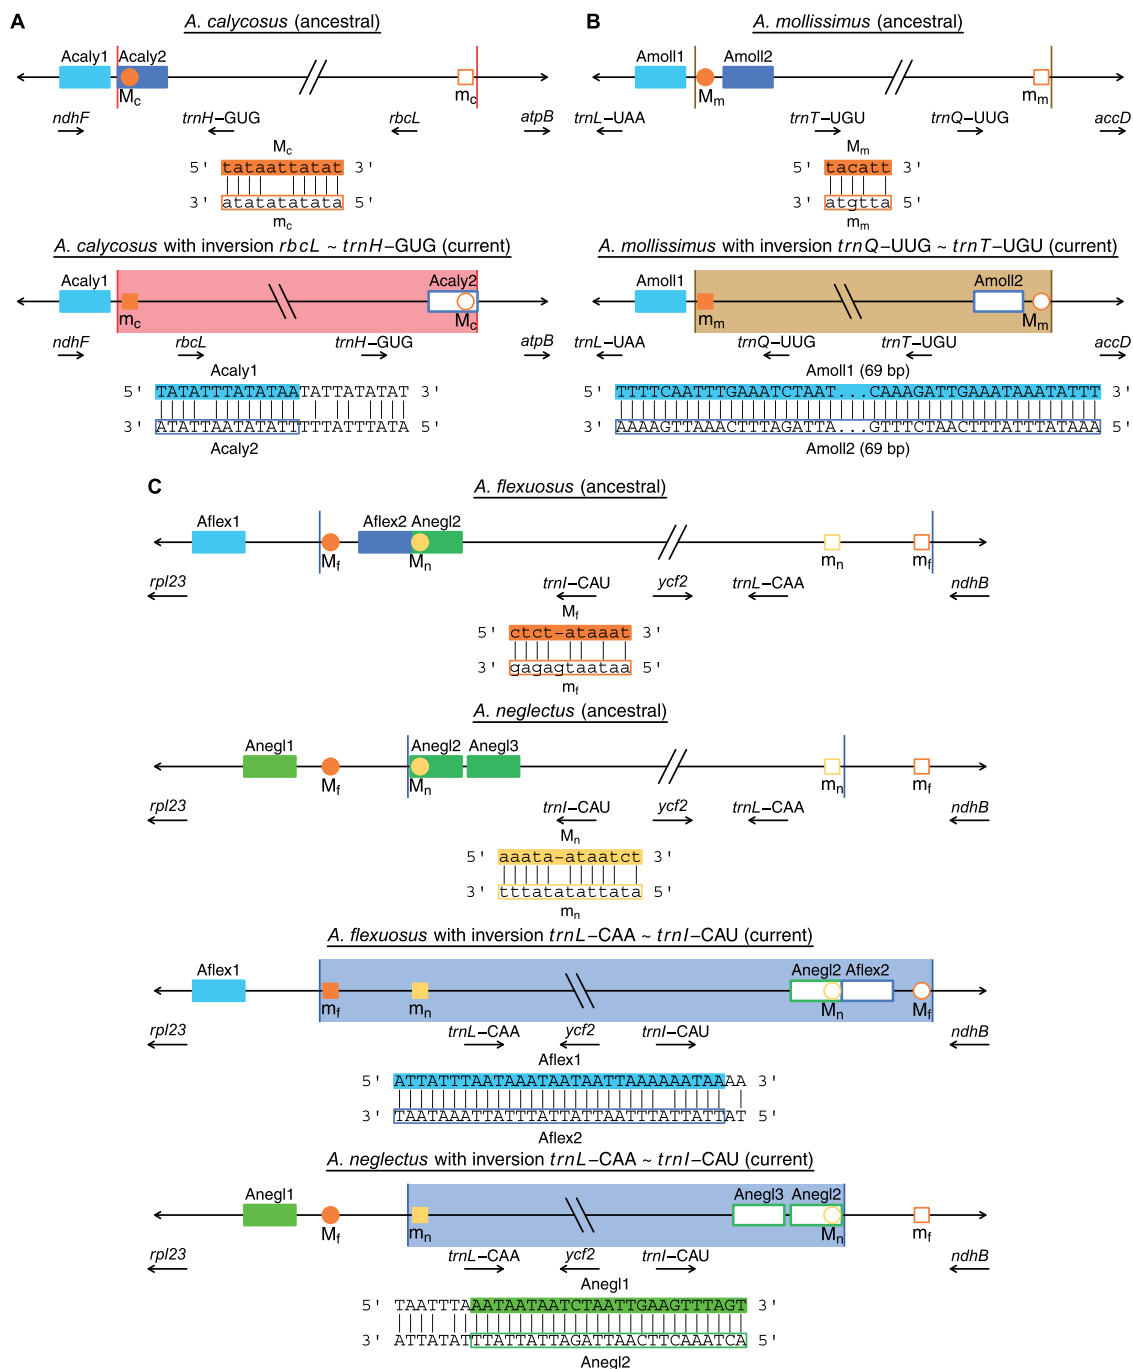 A
A. calycosus (ancestral)
Acaly1 Acaly2
Mc mc
ndhF trnH–GUG rbcL atpB
Mc
5' tataattatat 3'
3' atatatatata 5'
mc
A. calycosus with inversion rbcL ~ trnH–GUG (current)
Acaly1 Acaly2
mc Mc
ndhF rbcL trnH–GUG atpB
Acaly1
5' TATATTTATATAATATTATATAT 3'
3' ATATTAATATATTTTTATTTATA 5'
Acaly2
B
A. mollissimus (ancestral)
Amoll1 Amoll2
Mm mm
trnL–UAA trnT–UGU trnQ–UUG accD
Mm
5' tacatt 3'
3' atgtta 5'
mm
A. mollissimus with inversion trnQ–UUG ~ trnT–UGU (current)
Amoll1 Amoll2
mm Mm
trnL–UAA trnQ–UUG trnT–UGU accD
Amoll1 (69 bp)
5' TTTTCAATTTGAAATCTAAT...CAAAGATTGAAATAAATATTT 3'
3' AAAAGTTAAACTTTAGATTA...GTTTCTAACTTTATTTATAAA 5'
Amoll2 (69 bp)
C
A. flexuosus (ancestral)
Aflex1 Aflex2 Anegl2
Mf Mn mn mf
rpl23 trnI–CAU ycf2 trnL–CAA ndhB
Mf
5' ctct–ataaat 3'
3' gagagtaataa 5'
mf
A. neglectus (ancestral)
Anegl1 Anegl2 Anegl3
Mf Mn mn mf
rpl23 trnI–CAU ycf2 trnL–CAA ndhB
Mn
5' aaata–ataatct 3'
3' tttatatattata 5'
mn
A. flexuosus with inversion trnL–CAA ~ trnI–CAU (current)
Aflex1 Anegl2 Aflex2
mf mn Mn Mf
rpl23 trnL–CAA ycf2 trnI–CAU ndhB
Aflex1
5' ATTATTTAATAAATAATAATTAAAAAATAAAA 3'
3' TAATAAATTATTTATTATTAATTTATTATTAT 5'
Aflex2
A. neglectus with inversion trnL–CAA ~ trnI–CAU (current)
Anegl1 Anegl3 Anegl2
Mf mn Mn mf
rpl23 trnL–CAA ycf2 trnI–CAU ndhB
Anegl1
5' TAATTTAAATAATAATCTAATTGAAGTTTAGT 3'
3' ATTATATTTATTATTAGATTAACTTCAAATCA 5'
Anegl2